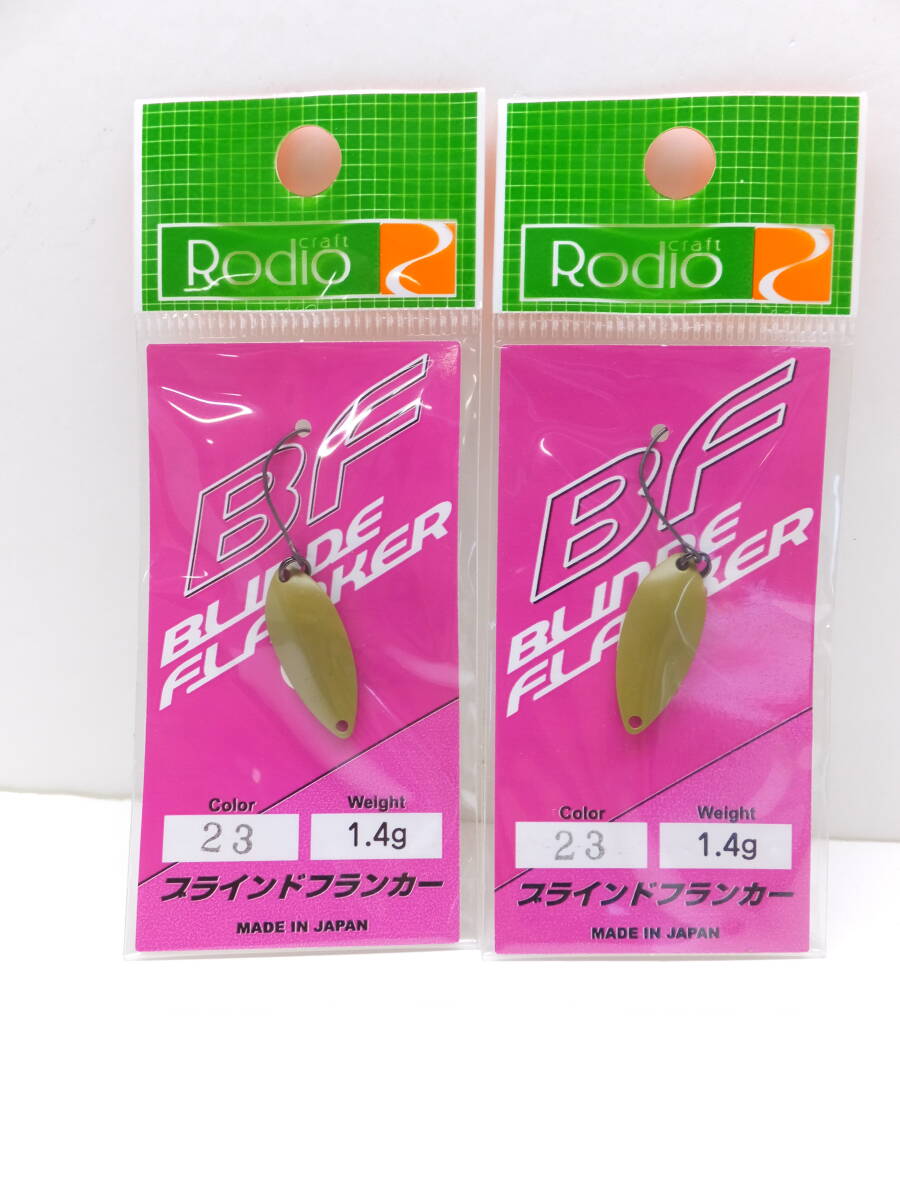 craft
Rodio
BF
BLINDE
FLANKER
Color
Weight
23
1.4g
ブラインドフランカー
MADE IN JAPAN
craft
Rodio
BF
BLINDE
FLANKER
Color
Weight
23
1.4g
ブラインドフランカー
MADE IN JAPAN